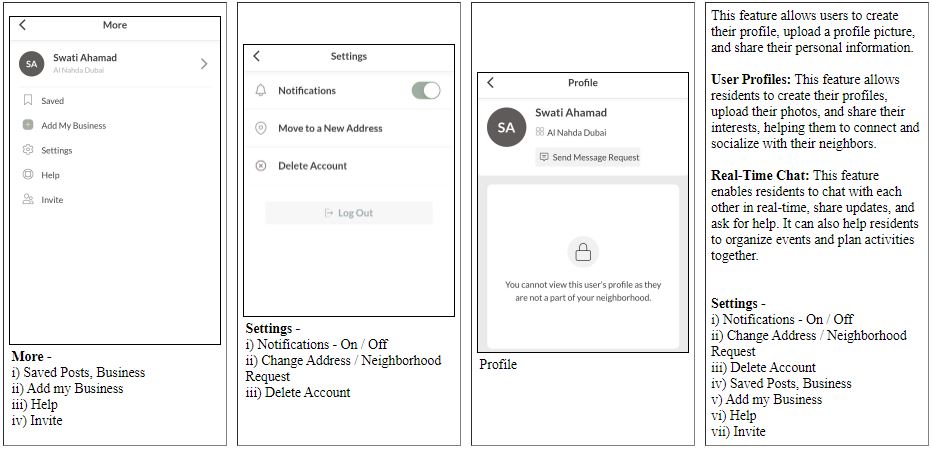 More
SA
Swati Ahamad
Al Nahda Dubai
Saved
Add My Business
Settings
Help
Invite
More -
i) Saved Posts, Business
ii) Add my Business
iii) Help
iv) Invite
Settings
Notifications
Move to a New Address
Delete Account
Log Out
Settings -
i) Notifications - On / Off
ii) Change Address / Neighborhood
Request
iii) Delete Account
Profile
SA
Swati Ahamad
Al Nahda Dubai
Send Message Request
You cannot view this user's profile as they
are not a part of your neighborhood.
Profile
This feature allows users to create
their profile, upload a profile picture,
and share their personal information.
User Profiles: This feature allows
residents to create their profiles,
upload their photos, and share their
interests, helping them to connect and
socialize with their neighbors.
Real-Time Chat: This feature
enables residents to chat with each
other in real-time, share updates, and
ask for help. It can also help residents
to organize events and plan activities
together.
Settings -
i) Notifications - On / Off
ii) Change Address / Neighborhood
Request
iii) Delete Account
iv) Saved Posts, Business
v) Add my Business
vi) Help
vii) Invite